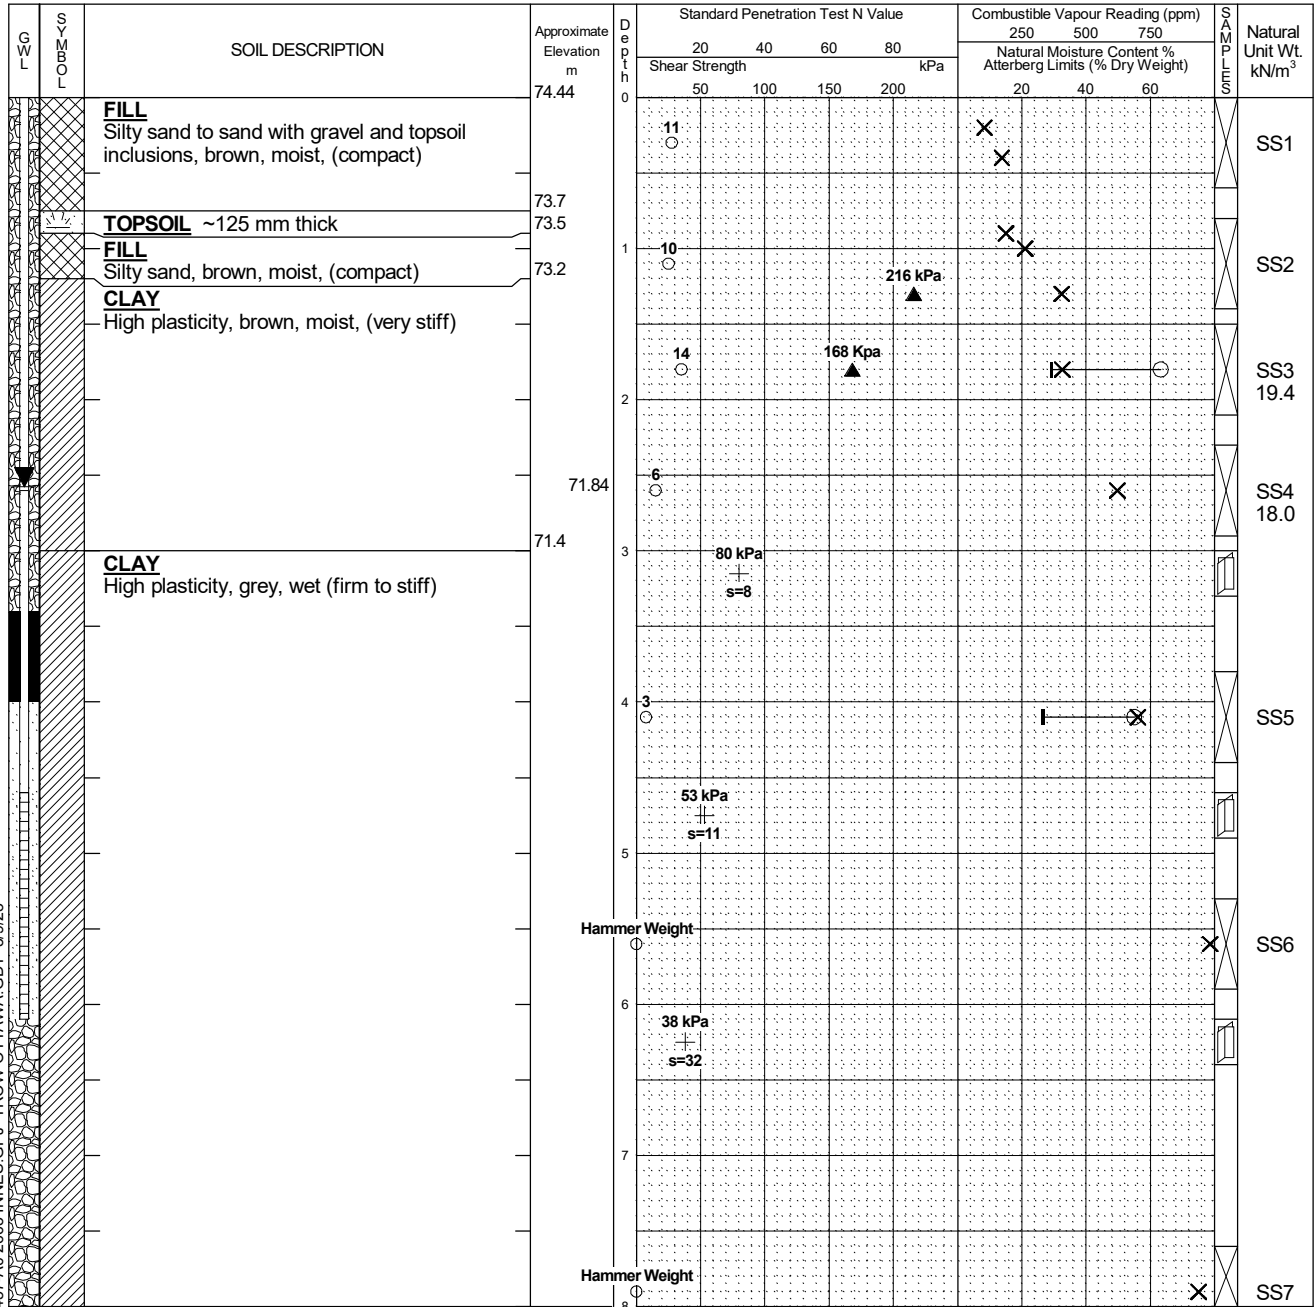 GWL
SYMBOL
SOIL DESCRIPTION
Approximate
Elevation
m
74.44
Depth
Standard Penetration Test N Value
20 40 60 80
Shear Strength kPa
50 100 150 200
Combustible Vapour Reading (ppm)
250 500 750
Natural Moisture Content %
Atterberg Limits (% Dry Weight)
20 40 60
SAMPLES
Natural
Unit Wt.
kN/m³
0
FILL
Silty sand to sand with gravel and topsoil
inclusions, brown, moist, (compact)
11
SS1
73.7
TOPSOIL ~125 mm thick
73.5
FILL
Silty sand, brown, moist, (compact)
73.2
1
10
SS2
216 kPa
CLAY
High plasticity, brown, moist, (very stiff)
14
168 Kpa
SS3
19.4
2
6
71.84
SS4
18.0
71.4
3
CLAY
High plasticity, grey, wet (firm to stiff)
80 kPa
s=8
4
3
SS5
53 kPa
s=11
5
Hammer Weight
SS6
6
38 kPa
s=32
7
Hammer Weight
SS7
8